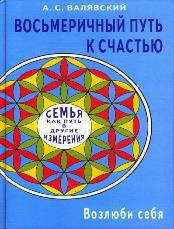 А. С. ВАЛЯВСКИЙ
ВОСЬМЕРИЧНЫЙ ПУТЬ
К СЧАСТЬЮ
СЕМЬЯ
КАК ПУТЬ
В
ДРУГИЕ
ИЗМЕРЕНИЯ
Возлюби себя